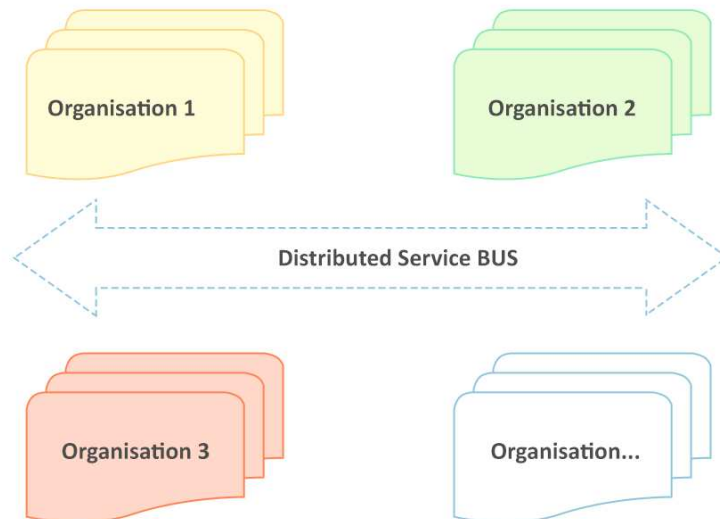 Organisation 1
Organisation 2
Distributed Service BUS
Organisation 3
Organisation...